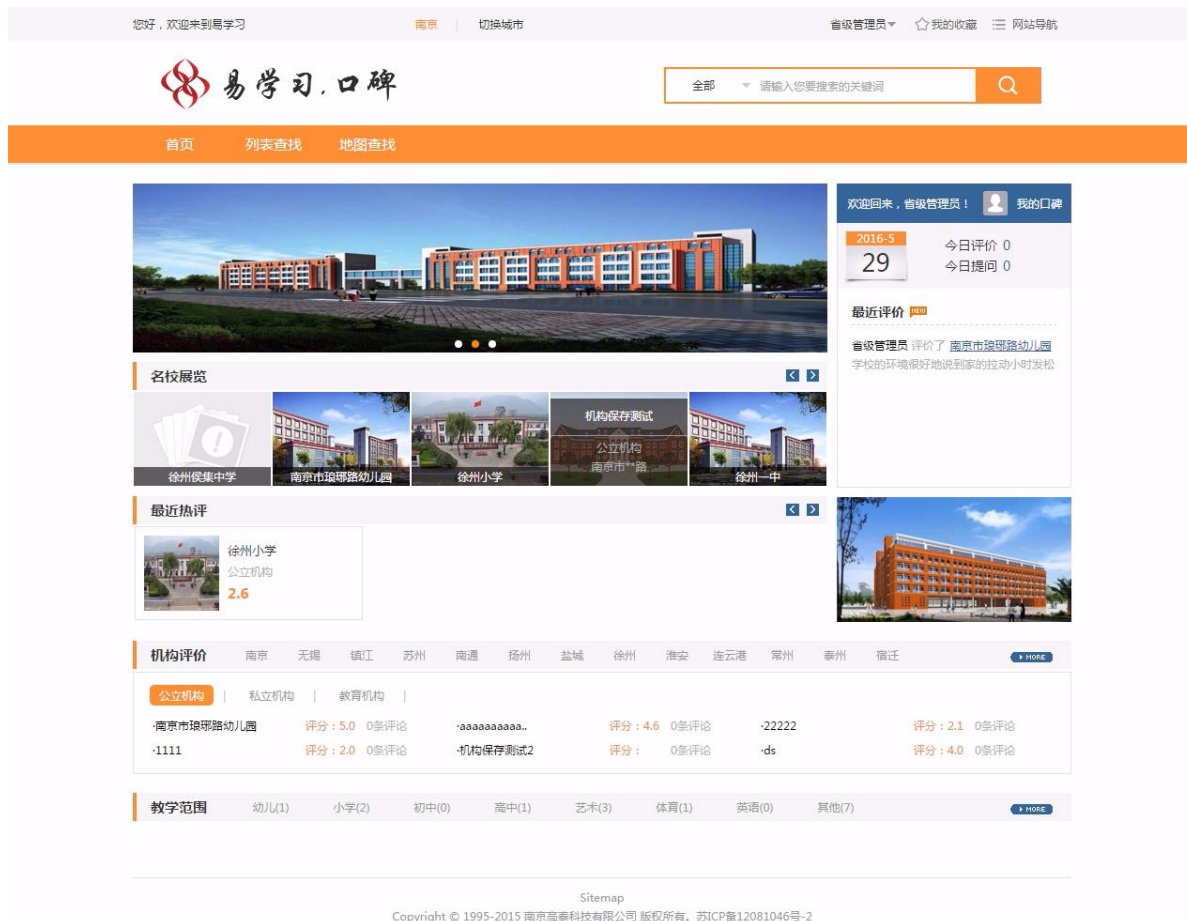 您好，欢迎来到易学习 南京 | 切换城市 省级管理员 我的收藏 网站导航
易学习.口碑 全部 请输入您要搜索的关键词
首页 列表查找 地图查找
欢迎回来，省级管理员！ 我的口碑
2016-5
29
今日评价 0
今日提问 0
最近评价 NEW
省级管理员 评价了 南京市琅琊路幼儿园
学校的环境很好地说到家的拉动小时发松
名校展览
徐州侯集中学
南京市琅琊路幼儿园
徐州小学
机构保存测试
公立机构
南京市**路
徐州一中
最近热评
徐州小学
公立机构
2.6
机构评价 南京 无锡 镇江 苏州 南通 扬州 盐城 徐州 淮安 连云港 常州 泰州 宿迁 MORE
公立机构 | 私立机构 | 教育机构 |
·南京市琅琊路幼儿园 评分：5.0 0条评论 ·aaaaaaaaaa.. 评分：4.6 0条评论 ·22222 评分：2.1 0条评论
·1111 评分：2.0 0条评论 ·机构保存测试2 评分： 0条评论 ·ds 评分：4.0 0条评论
教学范围 幼儿(1) 小学(2) 初中(0) 高中(1) 艺术(3) 体育(1) 英语(0) 其他(7) MORE
Sitemap
Copyright © 1995-2015 南京高泰科技有限公司 版权所有。苏ICP备12081046号-2